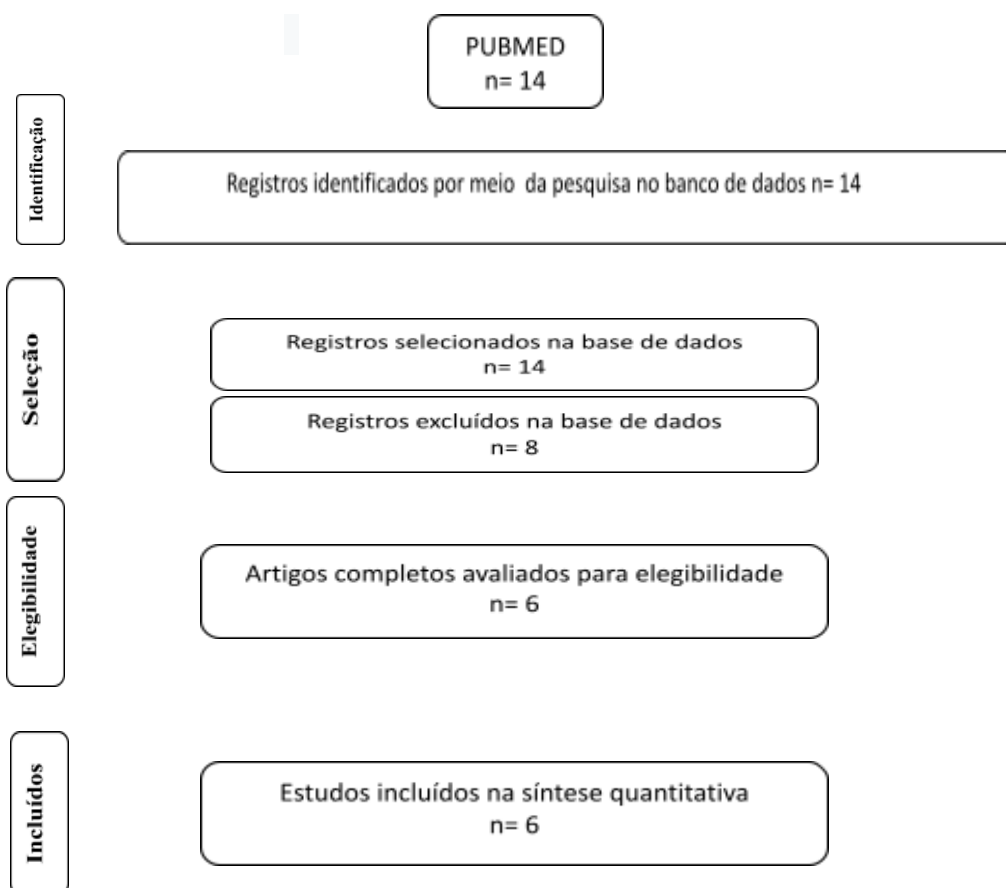 PUBMED
n= 14
Identificação
Registros identificados por meio da pesquisa no banco de dados n= 14
Seleção
Registros selecionados na base de dados
n= 14
Registros excluídos na base de dados
n= 8
Elegibilidade
Artigos completos avaliados para elegibilidade
n= 6
Incluídos
Estudos incluídos na síntese quantitativa
n= 6